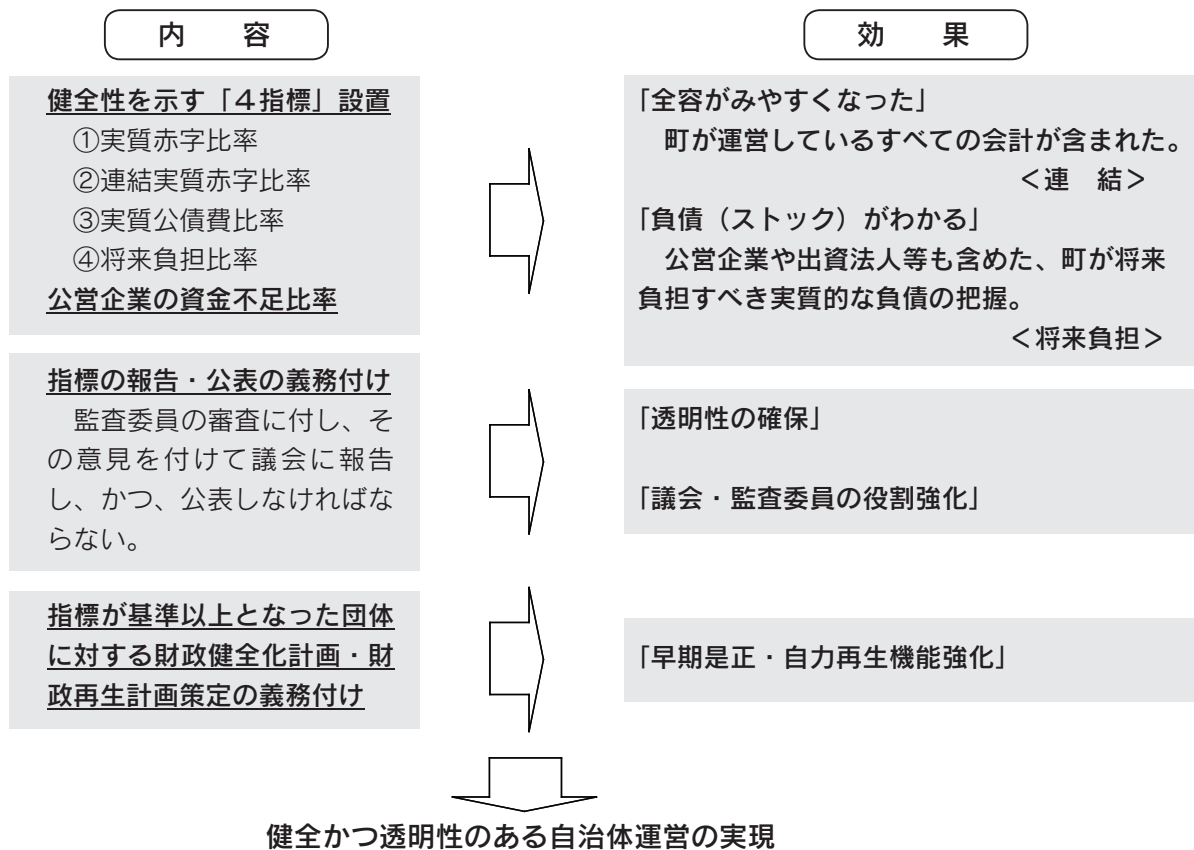 内　容
効　果
健全性を示す「４指標」設置
①実質赤字比率
②連結実質赤字比率
③実質公債費比率
④将来負担比率
公営企業の資金不足比率
「全容がみやすくなった」
町が運営しているすべての会計が含まれた。
＜連　結＞
「負債（ストック）がわかる」
公営企業や出資法人等も含めた、町が将来
負担すべき実質的な負債の把握。
＜将来負担＞
指標の報告・公表の義務付け
監査委員の審査に付し、そ
の意見を付けて議会に報告
し、かつ、公表しなければな
らない。
「透明性の確保」
「議会・監査委員の役割強化」
指標が基準以上となった団体
に対する財政健全化計画・財
政再生計画策定の義務付け
「早期是正・自力再生機能強化」
健全かつ透明性のある自治体運営の実現